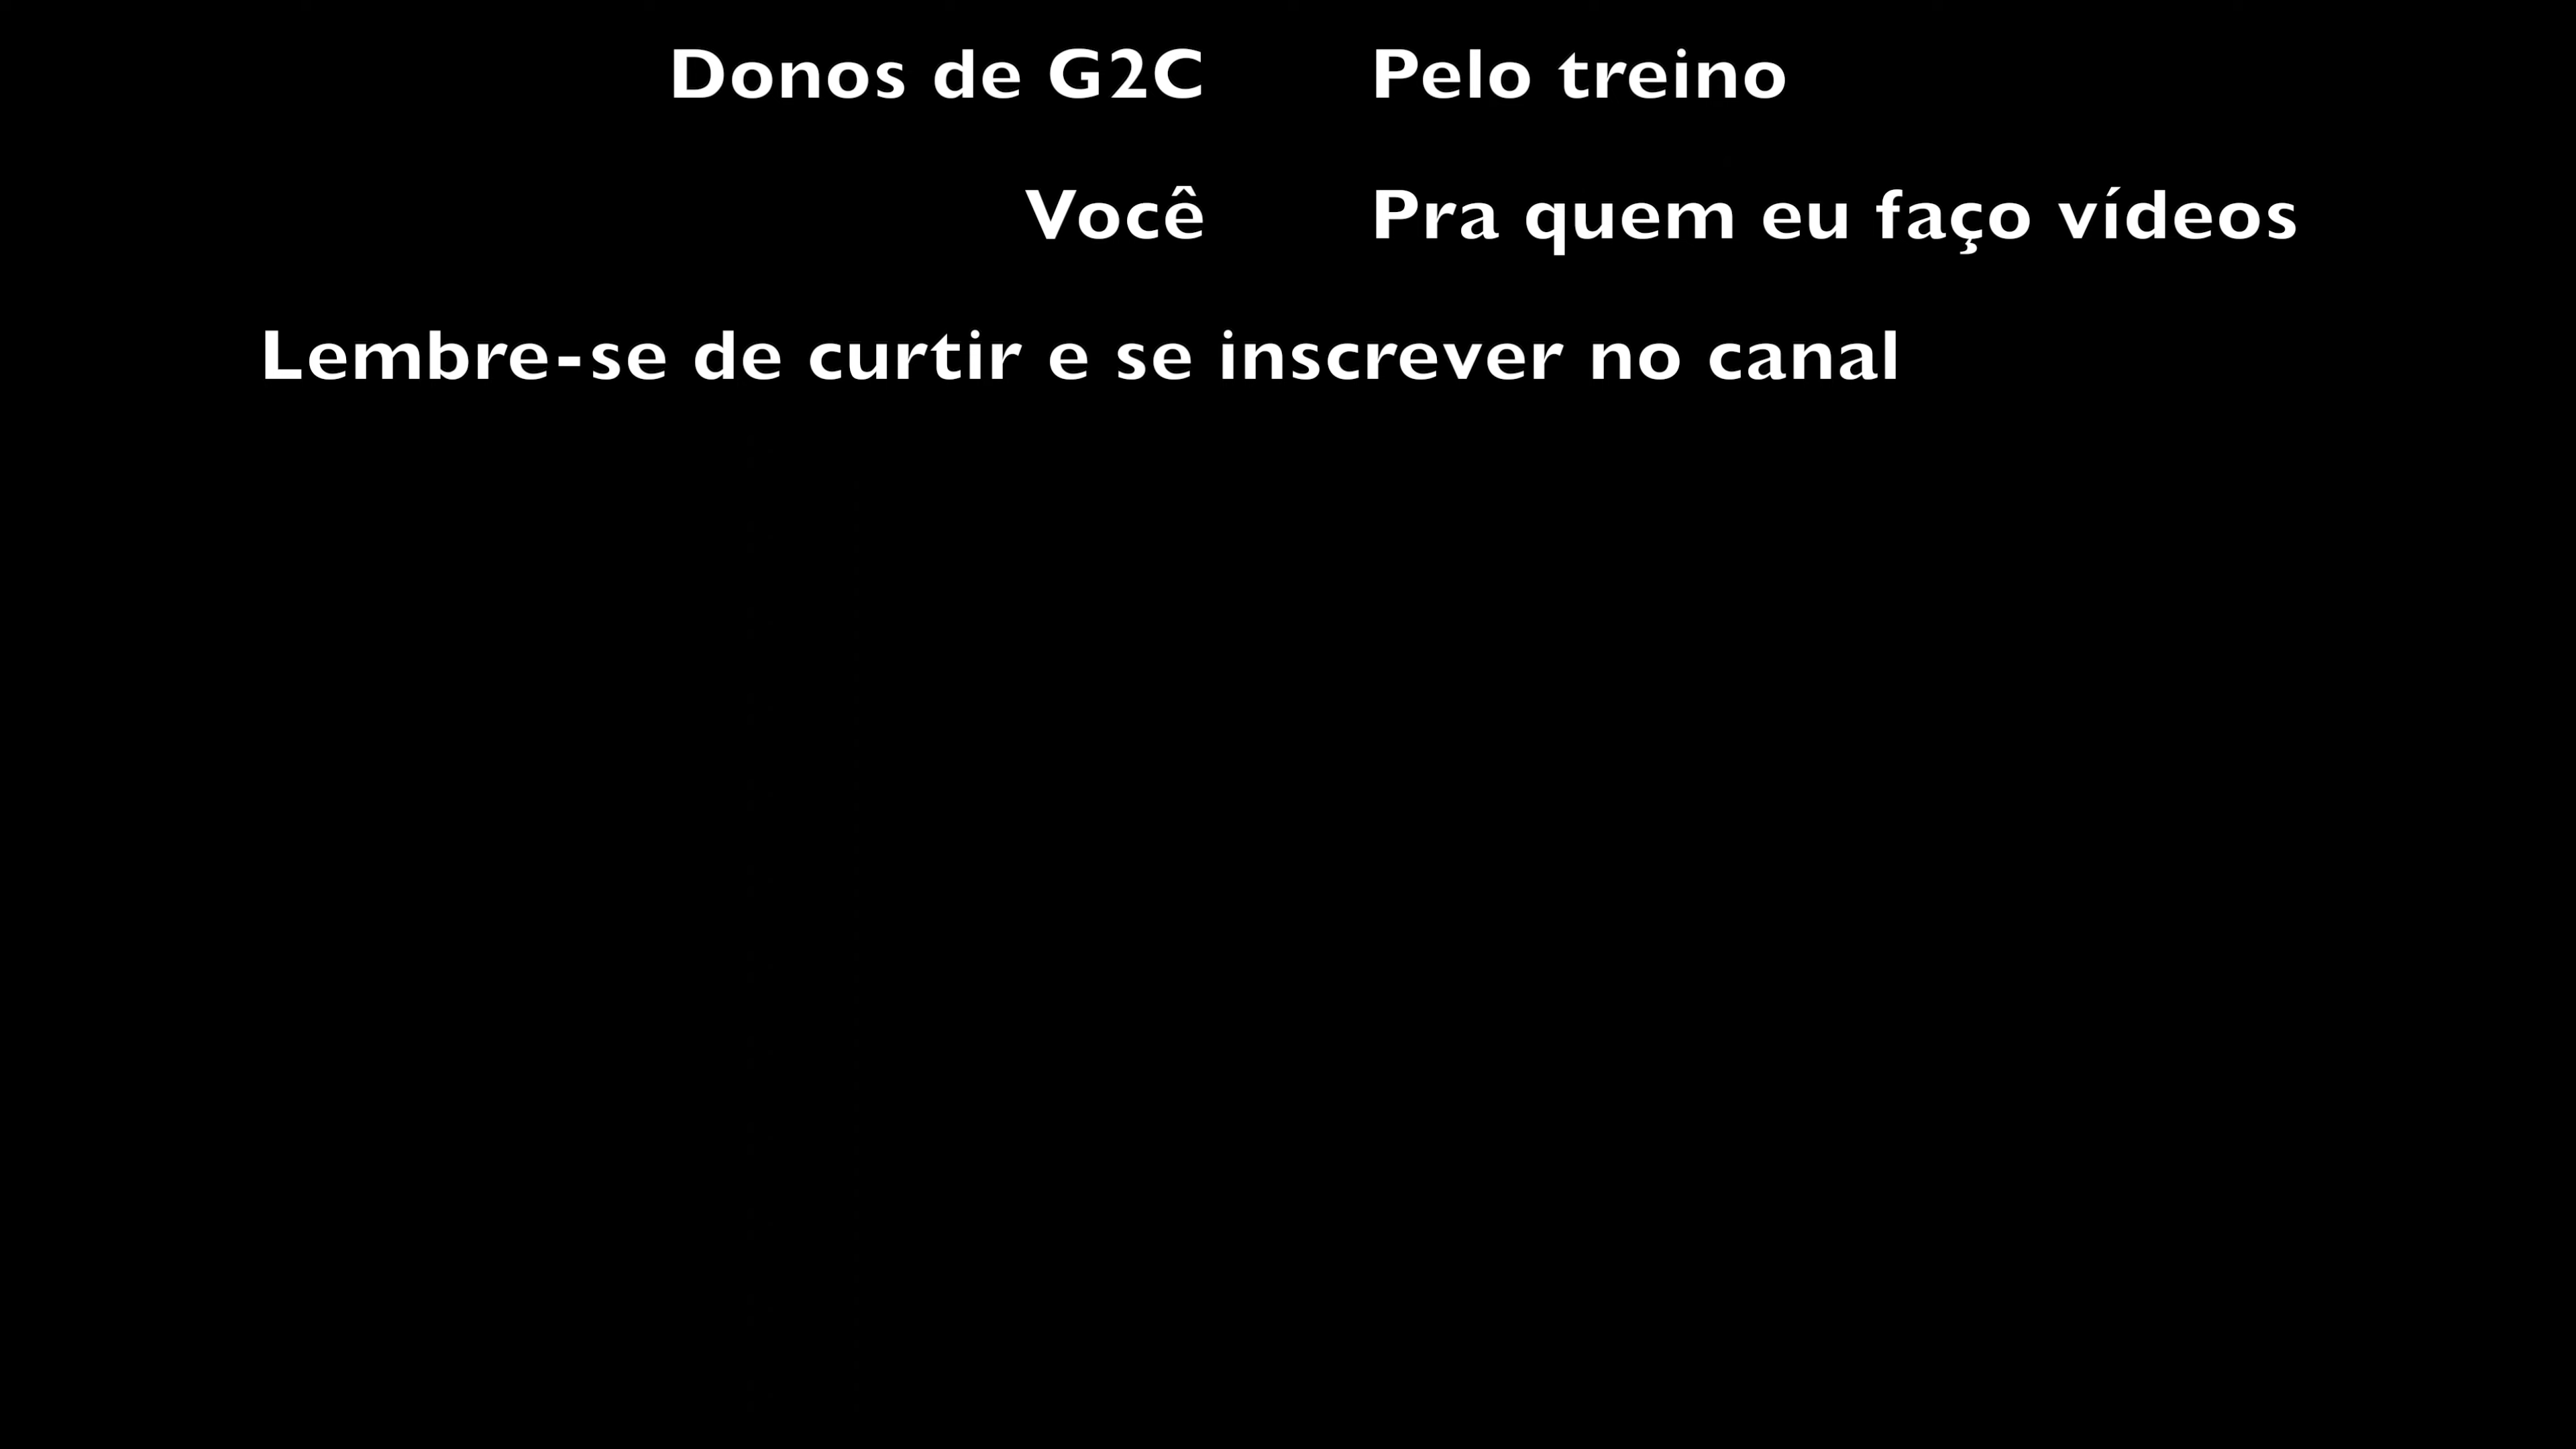 Donos de G2C Pelo treino
Você Pra quem eu faço vídeos
Lembre-se de curtir e se inscrever no canal